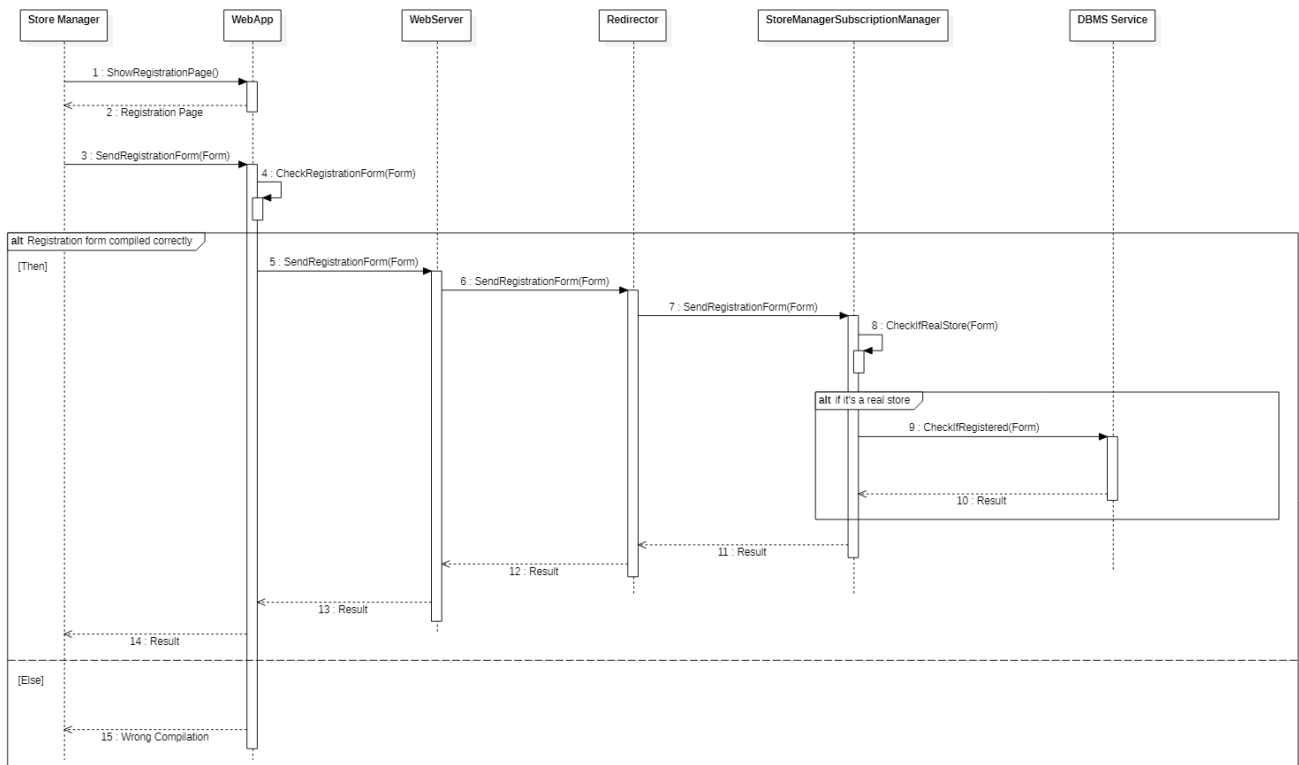 Store Manager
WebApp
WebServer
Redirector
StoreManagerSubscriptionManager
DBMS Service
1 : ShowRegistrationPage()
2 : Registration Page
3 : SendRegistrationForm(Form)
4 : CheckRegistrationForm(Form)
alt Registration form compiled correctly
[Then]
5 : SendRegistrationForm(Form)
6 : SendRegistrationForm(Form)
7 : SendRegistrationForm(Form)
8 : CheckIfRealStore(Form)
alt if it's a real store
9 : CheckIfRegistered(Form)
10 : Result
11 : Result
12 : Result
13 : Result
14 : Result
[Else]
15 : Wrong Compilation